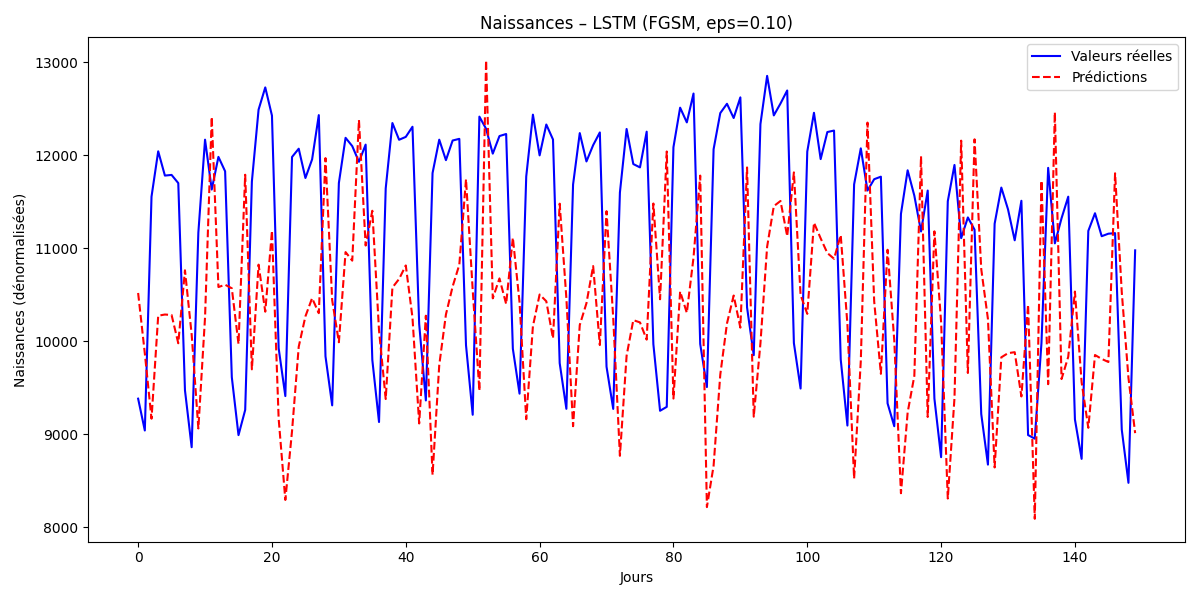 Naissances – LSTM (FGSM, eps=0.10)
Valeurs réelles
Prédictions
Naissances (dénormalisées)
13000
12000
11000
10000
9000
8000
0 20 40 60 80 100 120 140
Jours